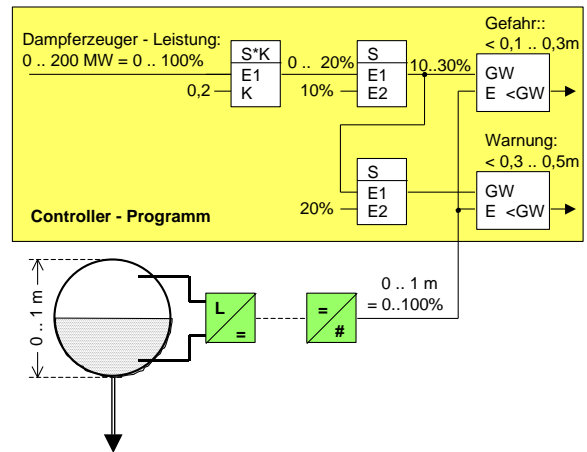 Gefahr::
< 0,1 .. 0,3m
Dampferzeuger - Leistung:
0 .. 200 MW = 0 .. 100%
S*K
E1
K
0,2
0 .. 20%
S
E1
E2
10%
10..30%
GW
E <GW
Warnung:
< 0,3 .. 0,5m
S
E1
E2
20%
GW
E <GW
Controller - Programm
0 .. 1 m
L
=
=
#
0 .. 1 m
= 0..100%